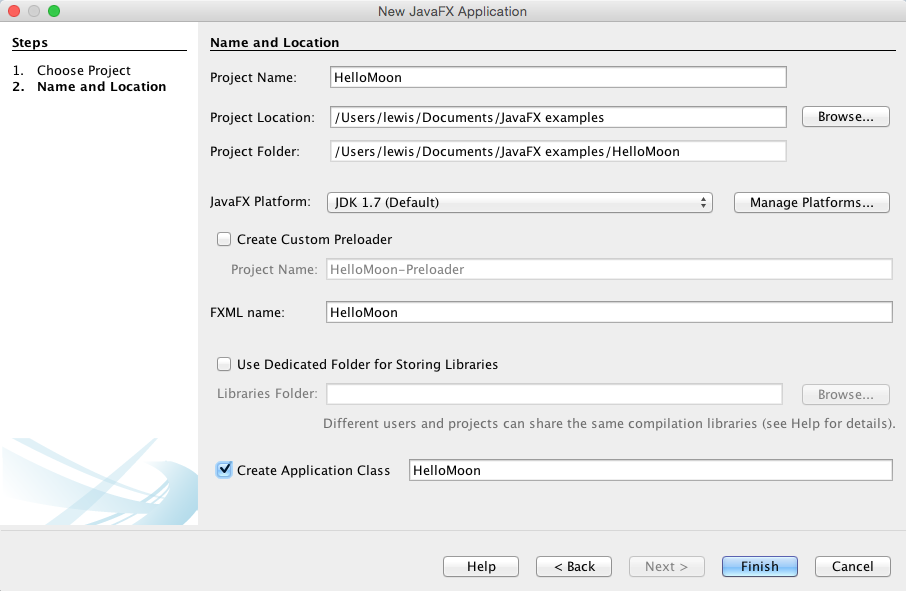 New JavaFX Application
Steps
1. Choose Project
2. Name and Location
Name and Location
Project Name: HelloMoon
Project Location: /Users/lewis/Documents/JavaFX examples Browse...
Project Folder: /Users/lewis/Documents/JavaFX examples/HelloMoon
JavaFX Platform: JDK 1.7 (Default) Manage Platforms...
Create Custom Preloader
Project Name: HelloMoon-Preloader
FXML name: HelloMoon
Use Dedicated Folder for Storing Libraries
Libraries Folder: Browse...
Different users and projects can share the same compilation libraries (see Help for details).
Create Application Class HelloMoon
Help < Back Next > Finish Cancel